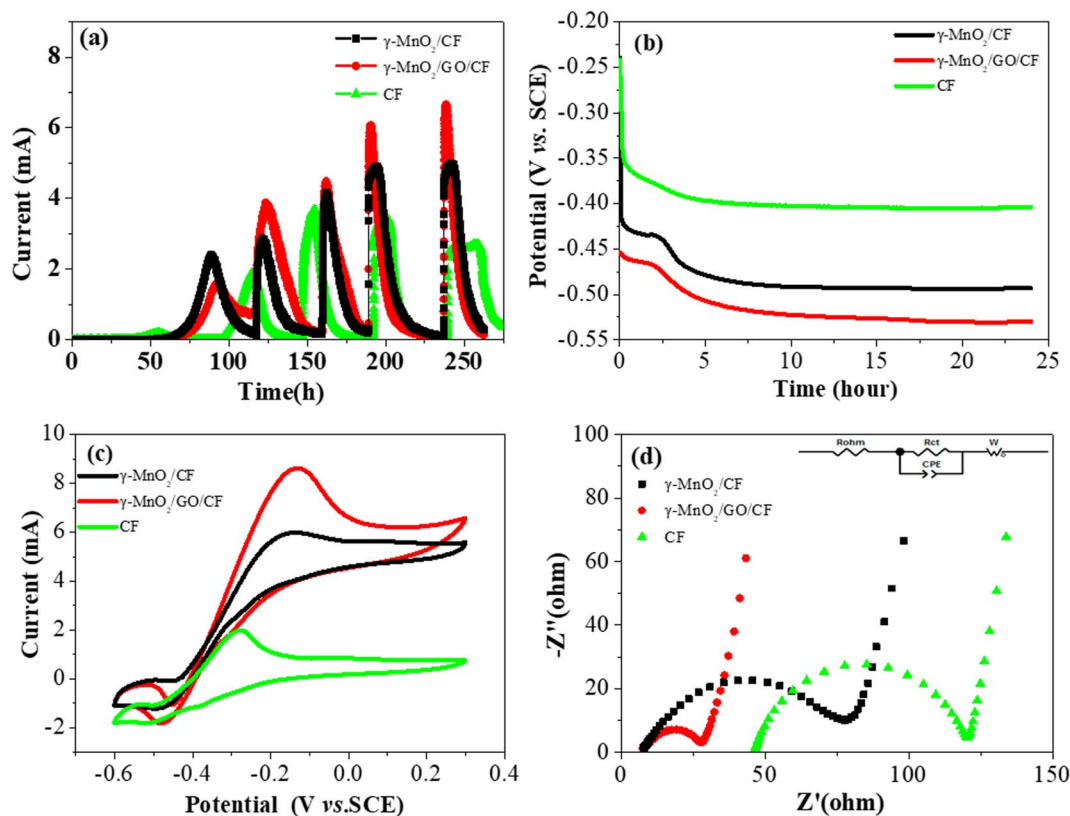 (a)
γ-MnO₂/CF
γ-MnO₂/GO/CF
CF
8
6
4
2
0
Current (mA)
0 50 100 150 200 250
Time(h)
(b)
γ-MnO₂/CF
γ-MnO₂/GO/CF
CF
-0.20
-0.25
-0.30
-0.35
-0.40
-0.45
-0.50
-0.55
Potential (V vs. SCE)
0 5 10 15 20 25
Time (hour)
(c)
γ-MnO₂/CF
γ-MnO₂/GO/CF
CF
10
8
6
4
2
0
-2
Current (mA)
-0.6 -0.4 -0.2 0.0 0.2 0.4
Potential (V vs.SCE)
(d)
Rohm Rct W
CPE
γ-MnO₂/CF
γ-MnO₂/GO/CF
CF
100
80
60
40
20
0
-Z''(ohm)
0 50 100 150
Z'(ohm)